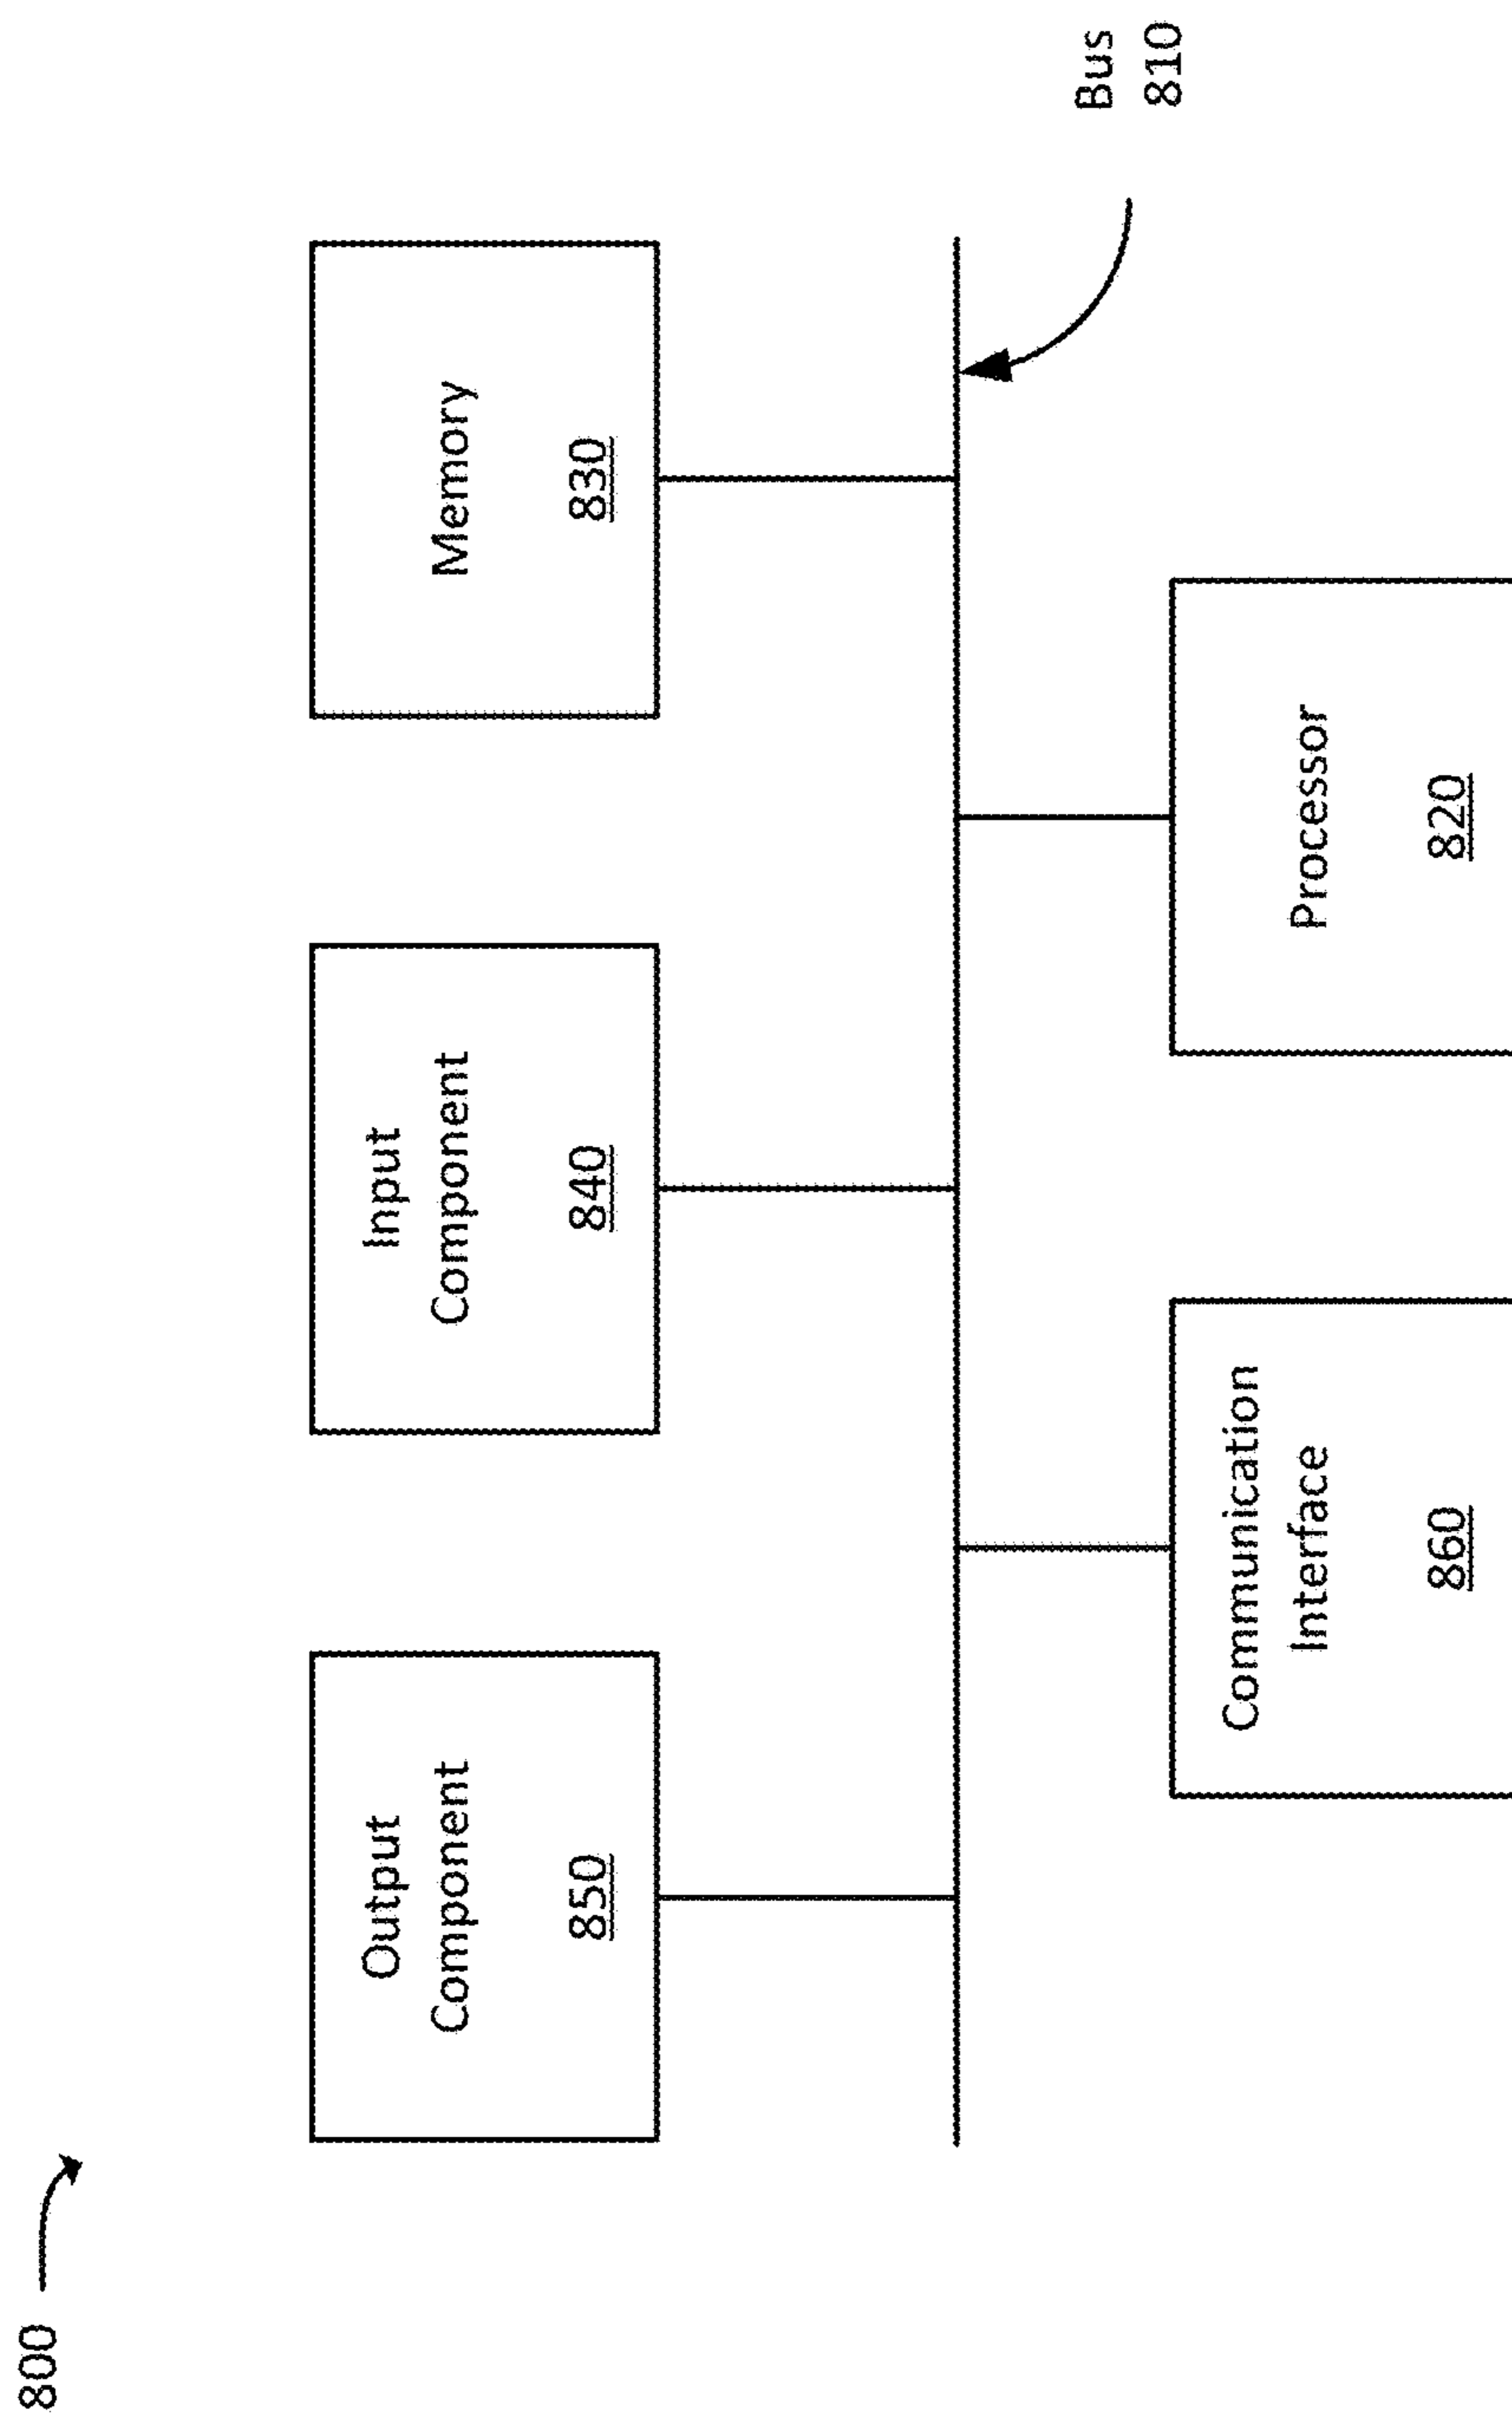 800
Output
Component
850
Input
Component
840
Memory
830
Bus
810
Communication
Interface
860
Processor
820